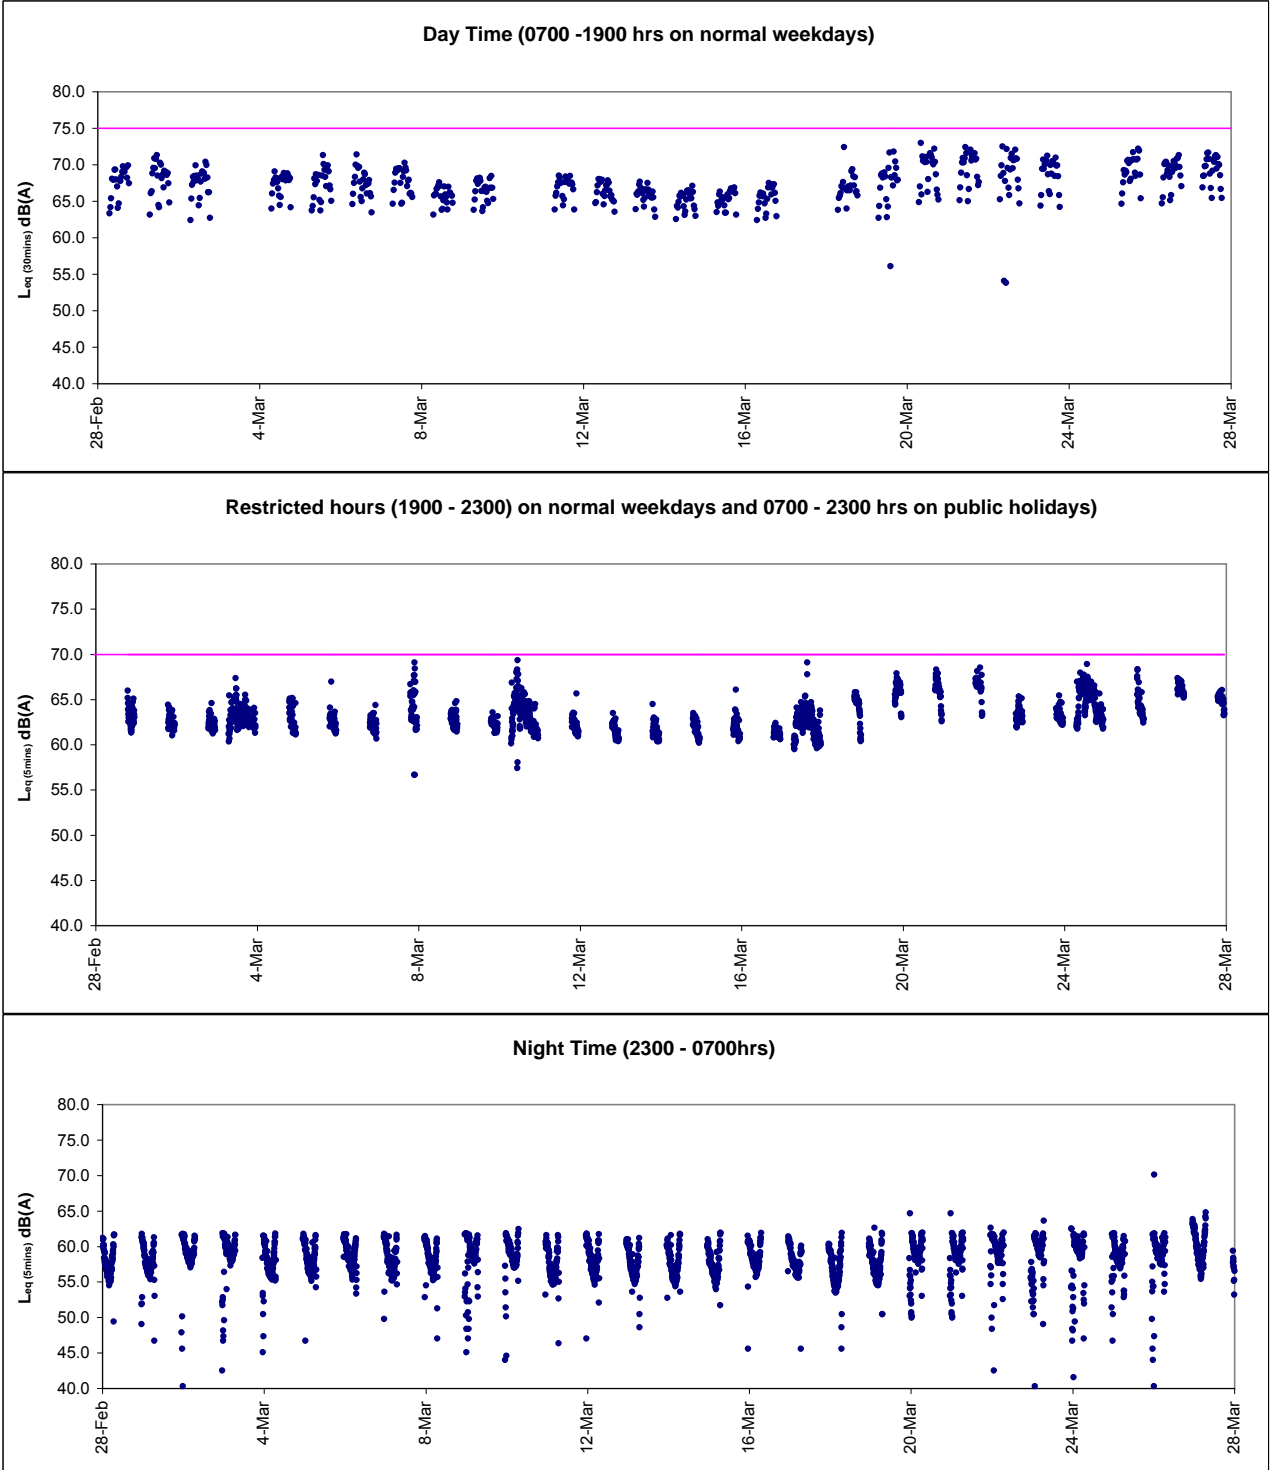 Day Time (0700 -1900 hrs on normal weekdays)
80.0
75.0
70.0
65.0
60.0
55.0
50.0
45.0
40.0
Leq (30mins) dB(A)
28-Feb
4-Mar
8-Mar
12-Mar
16-Mar
20-Mar
24-Mar
28-Mar
Restricted hours (1900 - 2300) on normal weekdays and 0700 - 2300 hrs on public holidays)
80.0
75.0
70.0
65.0
60.0
55.0
50.0
45.0
40.0
Leq (5mins) dB(A)
28-Feb
4-Mar
8-Mar
12-Mar
16-Mar
20-Mar
24-Mar
28-Mar
Night Time (2300 - 0700hrs)
80.0
75.0
70.0
65.0
60.0
55.0
50.0
45.0
40.0
Leq (5mins) dB(A)
28-Feb
4-Mar
8-Mar
12-Mar
16-Mar
20-Mar
24-Mar
28-Mar